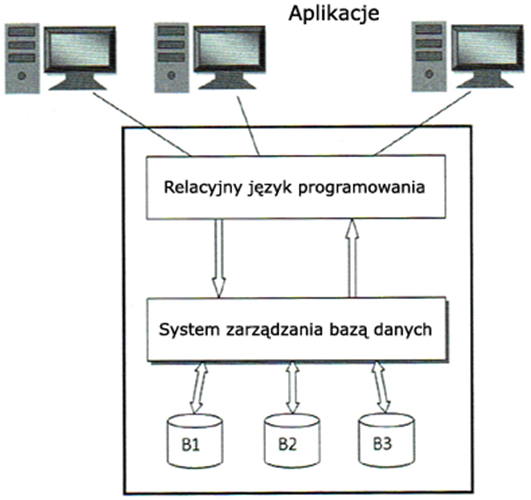 Aplikacje
Relacyjny język programowania
System zarządzania bazą danych
B1
B2
B3